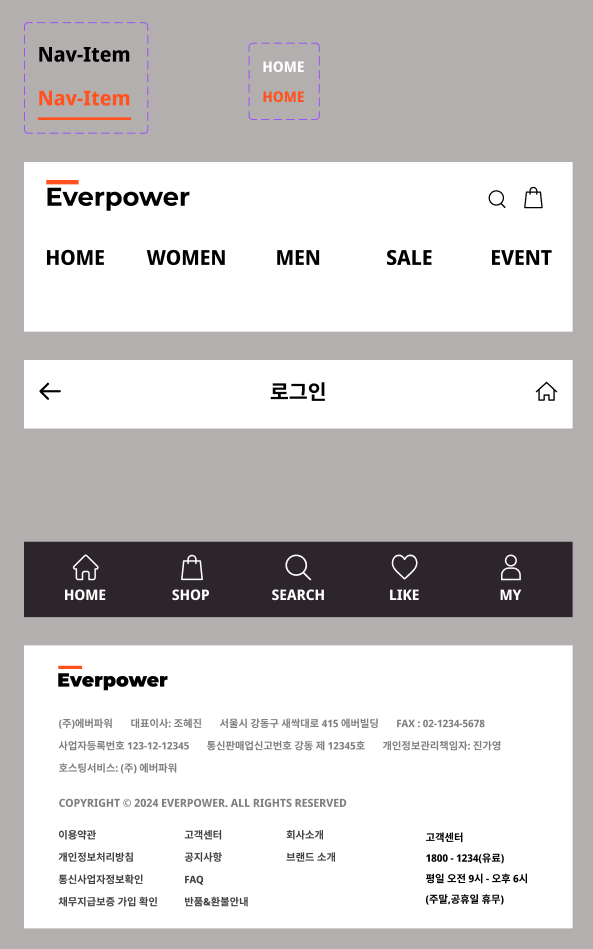 Nav-Item
Nav-Item
HOME
HOME
Everpower
HOME WOMEN MEN SALE EVENT
로그인
HOME SHOP SEARCH LIKE MY
Everpower
(주)에버파워 대표이사: 조혜진 서울시 강동구 새싹대로 415 에버빌딩 FAX : 02-1234-5678
사업자등록번호 123-12-12345 통신판매업신고번호 강동 제 12345호 개인정보관리책임자: 진가영
호스팅서비스: (주) 에버파워
COPYRIGHT © 2024 EVERPOWER. ALL RIGHTS RESERVED
이용약관 고객센터 회사소개
개인정보처리방침 공지사항 브랜드 소개
통신사업자정보확인 FAQ
채무지급보증 가입 확인 반품&환불안내
고객센터
1800 - 1234(유료)
평일 오전 9시 - 오후 6시
(주말,공휴일 휴무)